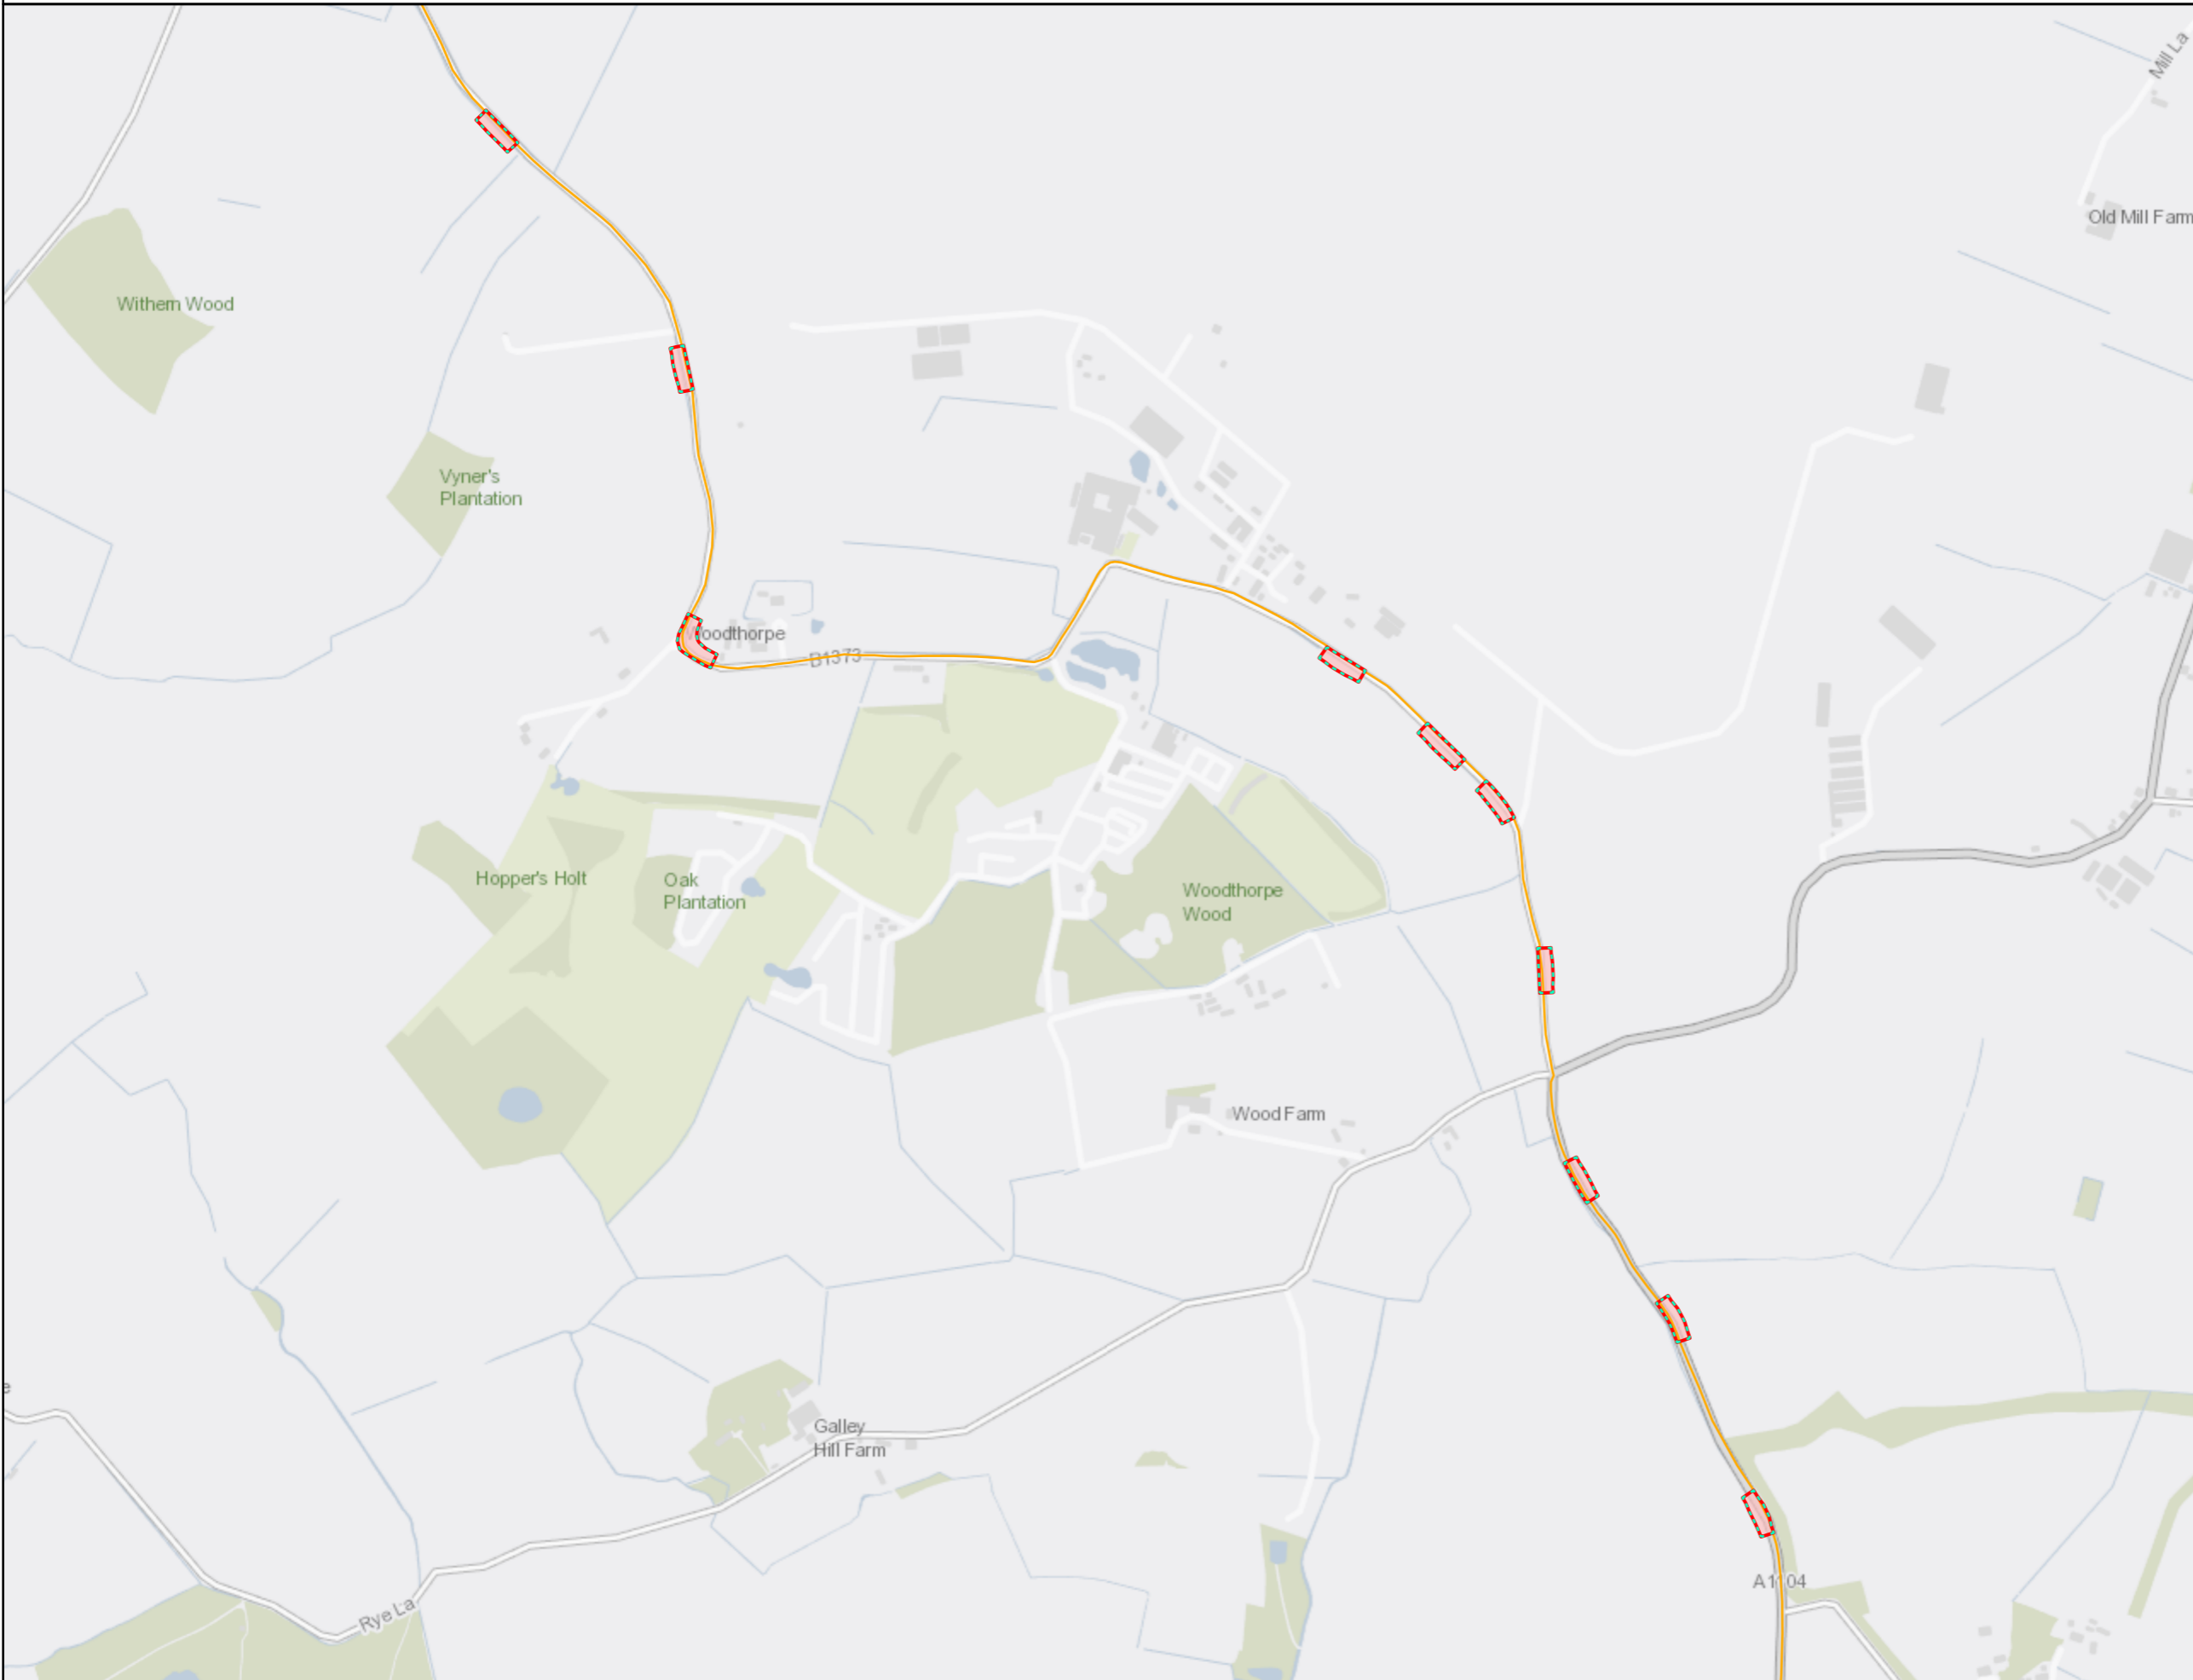 Mill La
Old Mill Farm
Withern Wood
Vyner's
Plantation
Woodthorpe
B1373
Hopper's Holt
Oak
Plantation
Woodthorpe
Wood
Wood Farm
e
Galley
Hill Farm
A1104
Rye La